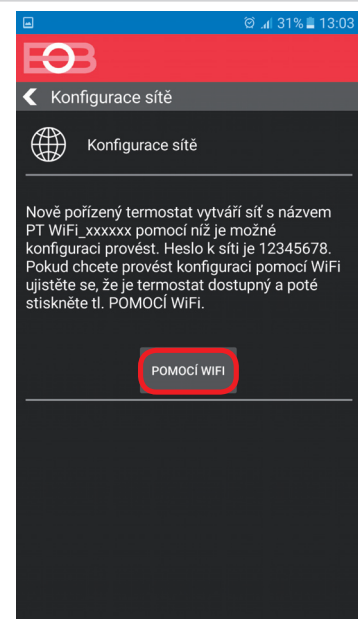 31% 13:03
EOB
Konfigurace sítě
Konfigurace sítě
Nově pořízený termostat vytváří síť s názvem
PT WiFi_xxxxxx pomocí níž je možné
konfiguraci provést. Heslo k síti je 12345678.
Pokud chcete provést konfiguraci pomocí WiFi
ujistěte se, že je termostat dostupný a poté
stiskněte tl. POMOCÍ WiFi.
POMOCÍ WIFI